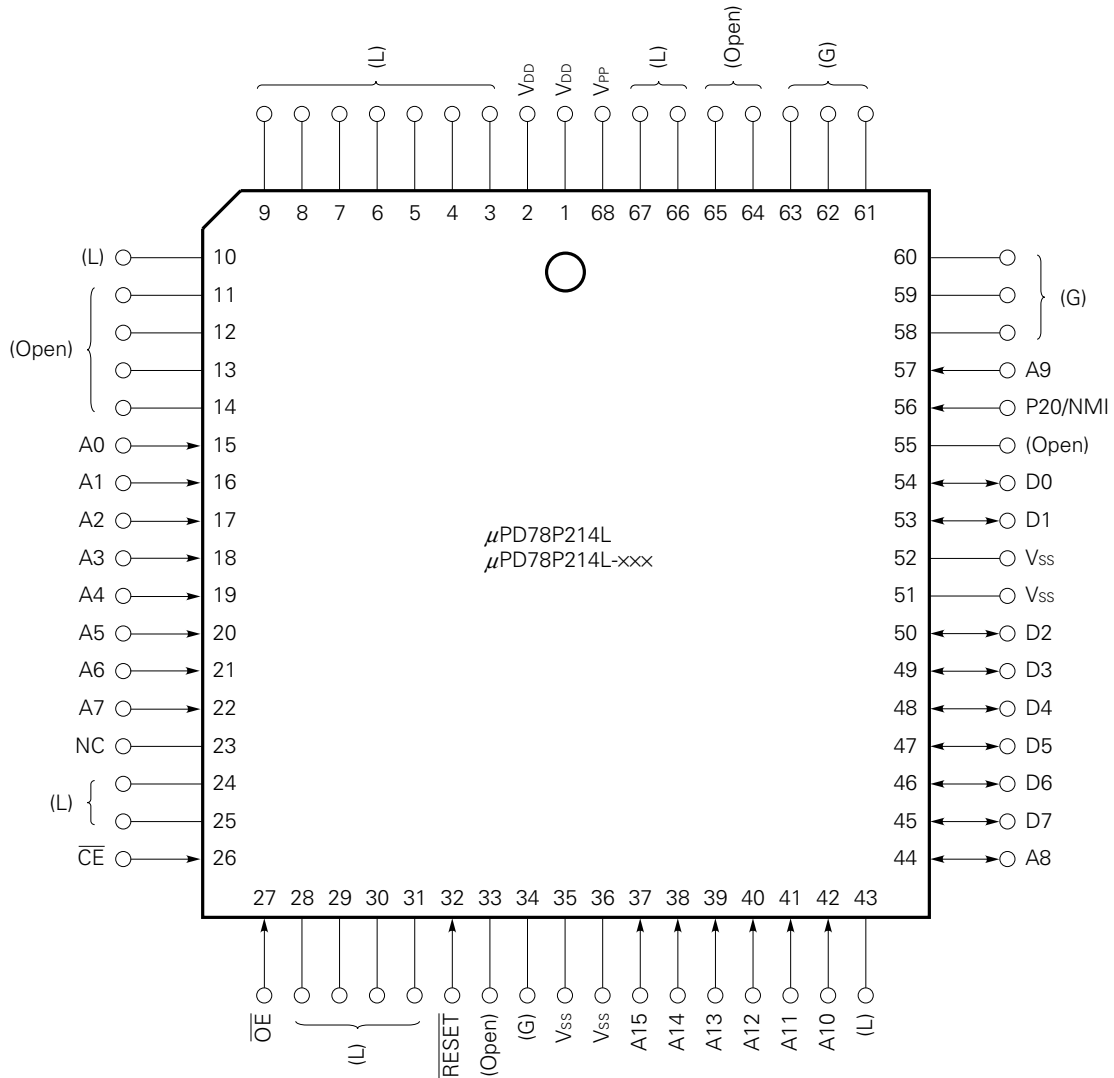 (L)
VDD
VDD
VPP
(L)
(Open)
(G)
9 8 7 6 5 4 3 2 1 68 67 66 65 64 63 62 61
(L) 10
(Open)
11
12
13
14
A0 15
A1 16
A2 17
A3 18
A4 19
A5 20
A6 21
A7 22
NC 23
(L)
24
25
CE 26
μPD78P214L
μPD78P214L-×××
60
59
58
(G)
57 A9
56 P20/NMI
55 (Open)
54 D0
53 D1
52 VSS
51 VSS
50 D2
49 D3
48 D4
47 D5
46 D6
45 D7
44 A8
27 28 29 30 31 32 33 34 35 36 37 38 39 40 41 42 43
OE
(L)
RESET
(Open)
(G)
VSS
VSS
A15
A14
A13
A12
A11
A10
(L)